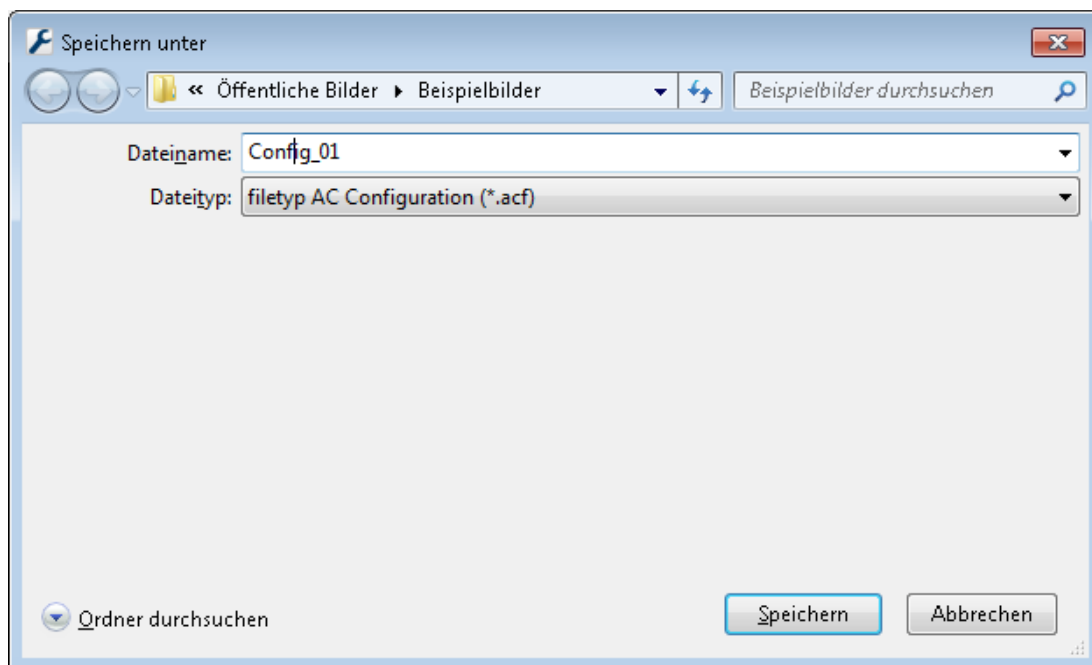 Speichern unter
« Öffentliche Bilder ▸ Beispielbilder Beispielbilder durchsuchen
Dateiname: Config_01
Dateityp: filetyp AC Configuration (*.acf)
Ordner durchsuchen Speichern Abbrechen